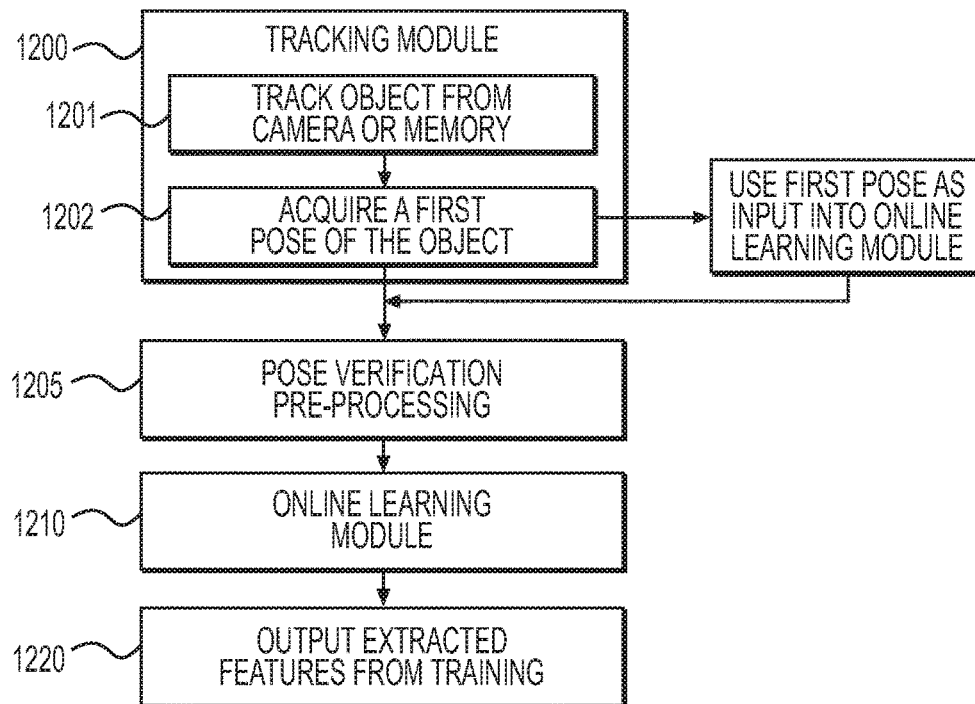 1200
TRACKING MODULE
1201
TRACK OBJECT FROM
CAMERA OR MEMORY
1202
ACQUIRE A FIRST
POSE OF THE OBJECT
USE FIRST POSE AS
INPUT INTO ONLINE
LEARNING MODULE
1205
POSE VERIFICATION
PRE-PROCESSING
1210
ONLINE LEARNING
MODULE
1220
OUTPUT EXTRACTED
FEATURES FROM TRAINING